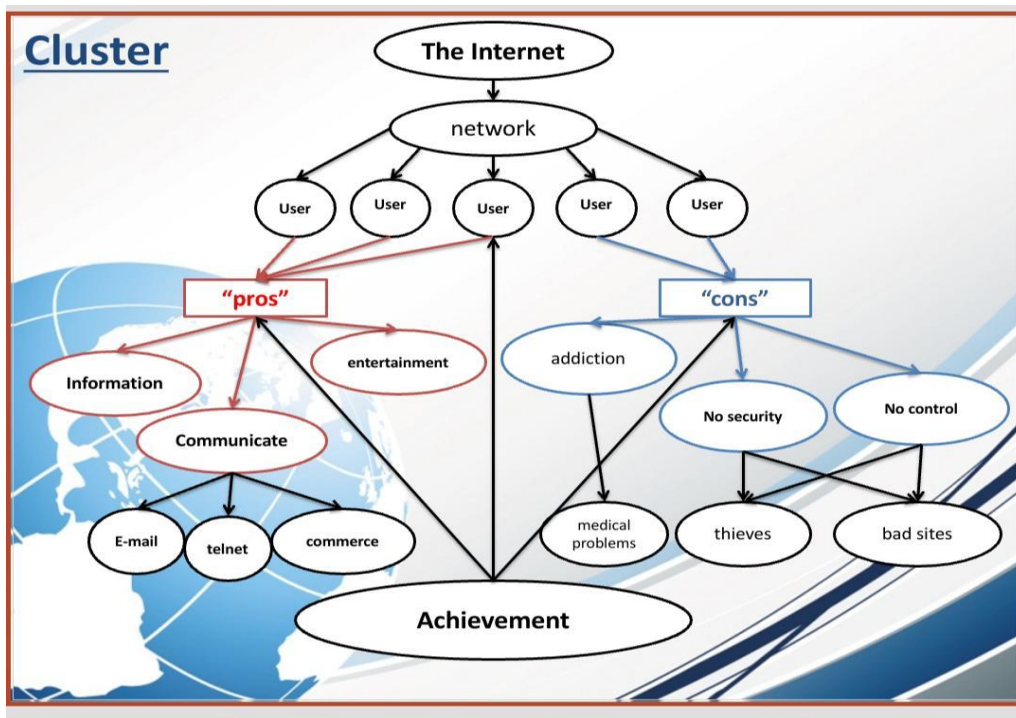 Cluster
The Internet
network
User
User
User
User
User
“pros”
“cons”
Information
entertainment
addiction
Communicate
No security
No control
E-mail
telnet
commerce
medical
problems
thieves
bad sites
Achievement